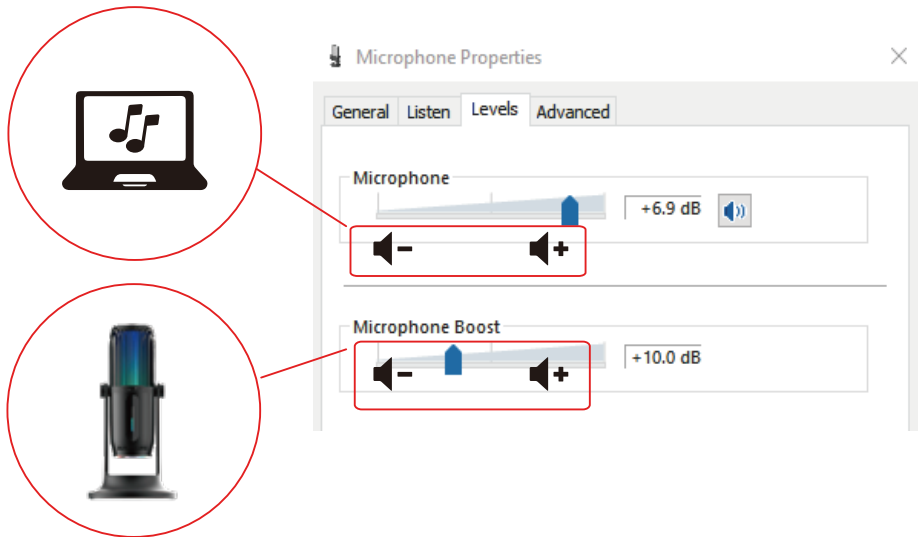 Microphone Properties
General Listen Levels Advanced
Microphone
+6.9 dB
Microphone Boost
+10.0 dB